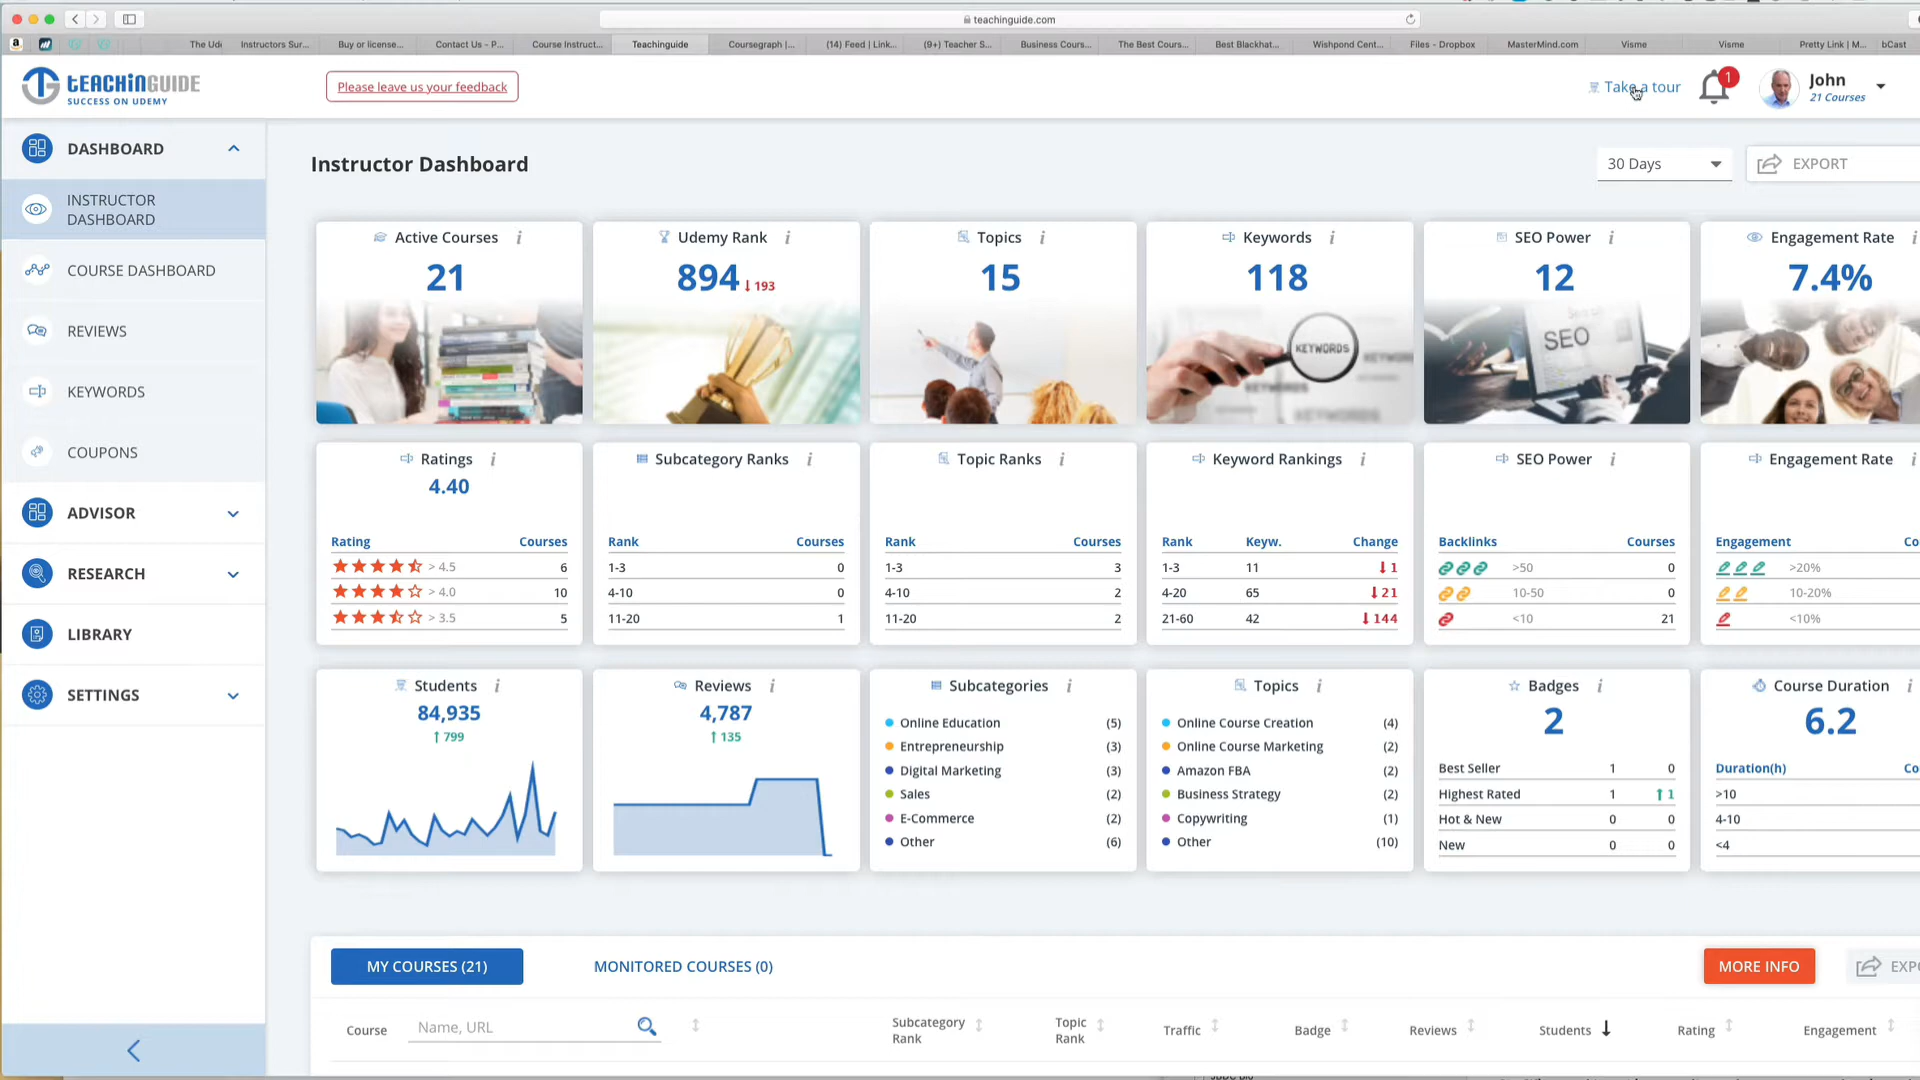 teachinguide.com
The Ude
Instructors Sur...
Buy or license...
Contact Us – P...
Course Instruct...
Teachinguide
Coursegraph |...
(14) Feed | Link...
(9+) Teacher S...
Business Cours...
The Best Cours...
Best Blackhat...
Wishpond Cent...
Files - Dropbox
MasterMind.com
Visme
Visme
Pretty Link | M...
bCast
TEACHINGUIDE
SUCCESS ON UDEMY
Please leave us your feedback
Take a tour
1
John
21 Courses
DASHBOARD
INSTRUCTOR
DASHBOARD
COURSE DASHBOARD
REVIEWS
KEYWORDS
COUPONS
ADVISOR
RESEARCH
LIBRARY
SETTINGS
Instructor Dashboard
30 Days
EXPORT
Active Courses i
21
Udemy Rank i
894 ↓193
Topics i
15
Keywords i
118
KEYWORDS
KEYWORDS
KEYWORDS
SEO Power i
12
SEO
Engagement Rate i
7.4%
Ratings i
4.40
Rating Courses
> 4.5 6
> 4.0 10
> 3.5 5
Subcategory Ranks i
Rank Courses
1-3 0
4-10 0
11-20 1
Topic Ranks i
Rank Courses
1-3 3
4-10 2
11-20 2
Keyword Rankings i
Rank Keyw. Change
1-3 11 ↓1
4-20 65 ↓21
21-60 42 ↓144
SEO Power i
Backlinks Courses
>50 0
10-50 0
<10 21
Engagement Rate i
Engagement Co
>20%
10-20%
<10%
Students i
84,935
↑799
Reviews i
4,787
↑135
Subcategories i
Online Education (5)
Entrepreneurship (3)
Digital Marketing (3)
Sales (2)
E-Commerce (2)
Other (6)
Topics i
Online Course Creation (4)
Online Course Marketing (2)
Amazon FBA (2)
Business Strategy (2)
Copywriting (1)
Other (10)
Badges i
2
Best Seller 1 0
Highest Rated 1 ↑1
Hot & New 0 0
New 0 0
Course Duration i
6.2
Duration(h) Co
>10
4-10
<4
MY COURSES (21)
MONITORED COURSES (0)
MORE INFO
EXPO
Course
Name, URL
Subcategory
Rank
Topic
Rank
Traffic
Badge
Reviews
Students
Rating
Engagement